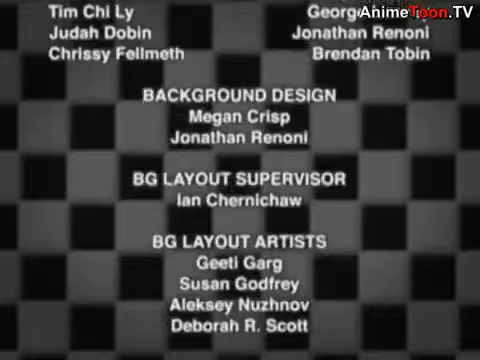 AnimeToon.TV
Tim Chi Ly
Georg
Judah Dobin
Jonathan Renoni
Chrissy Fellmeth
Brendan Tobin
BACKGROUND DESIGN
Megan Crisp
Jonathan Renoni
BG LAYOUT SUPERVISOR
Ian Chernichaw
BG LAYOUT ARTISTS
Geeti Garg
Susan Godfrey
Aleksey Nuzhnov
Deborah R. Scott